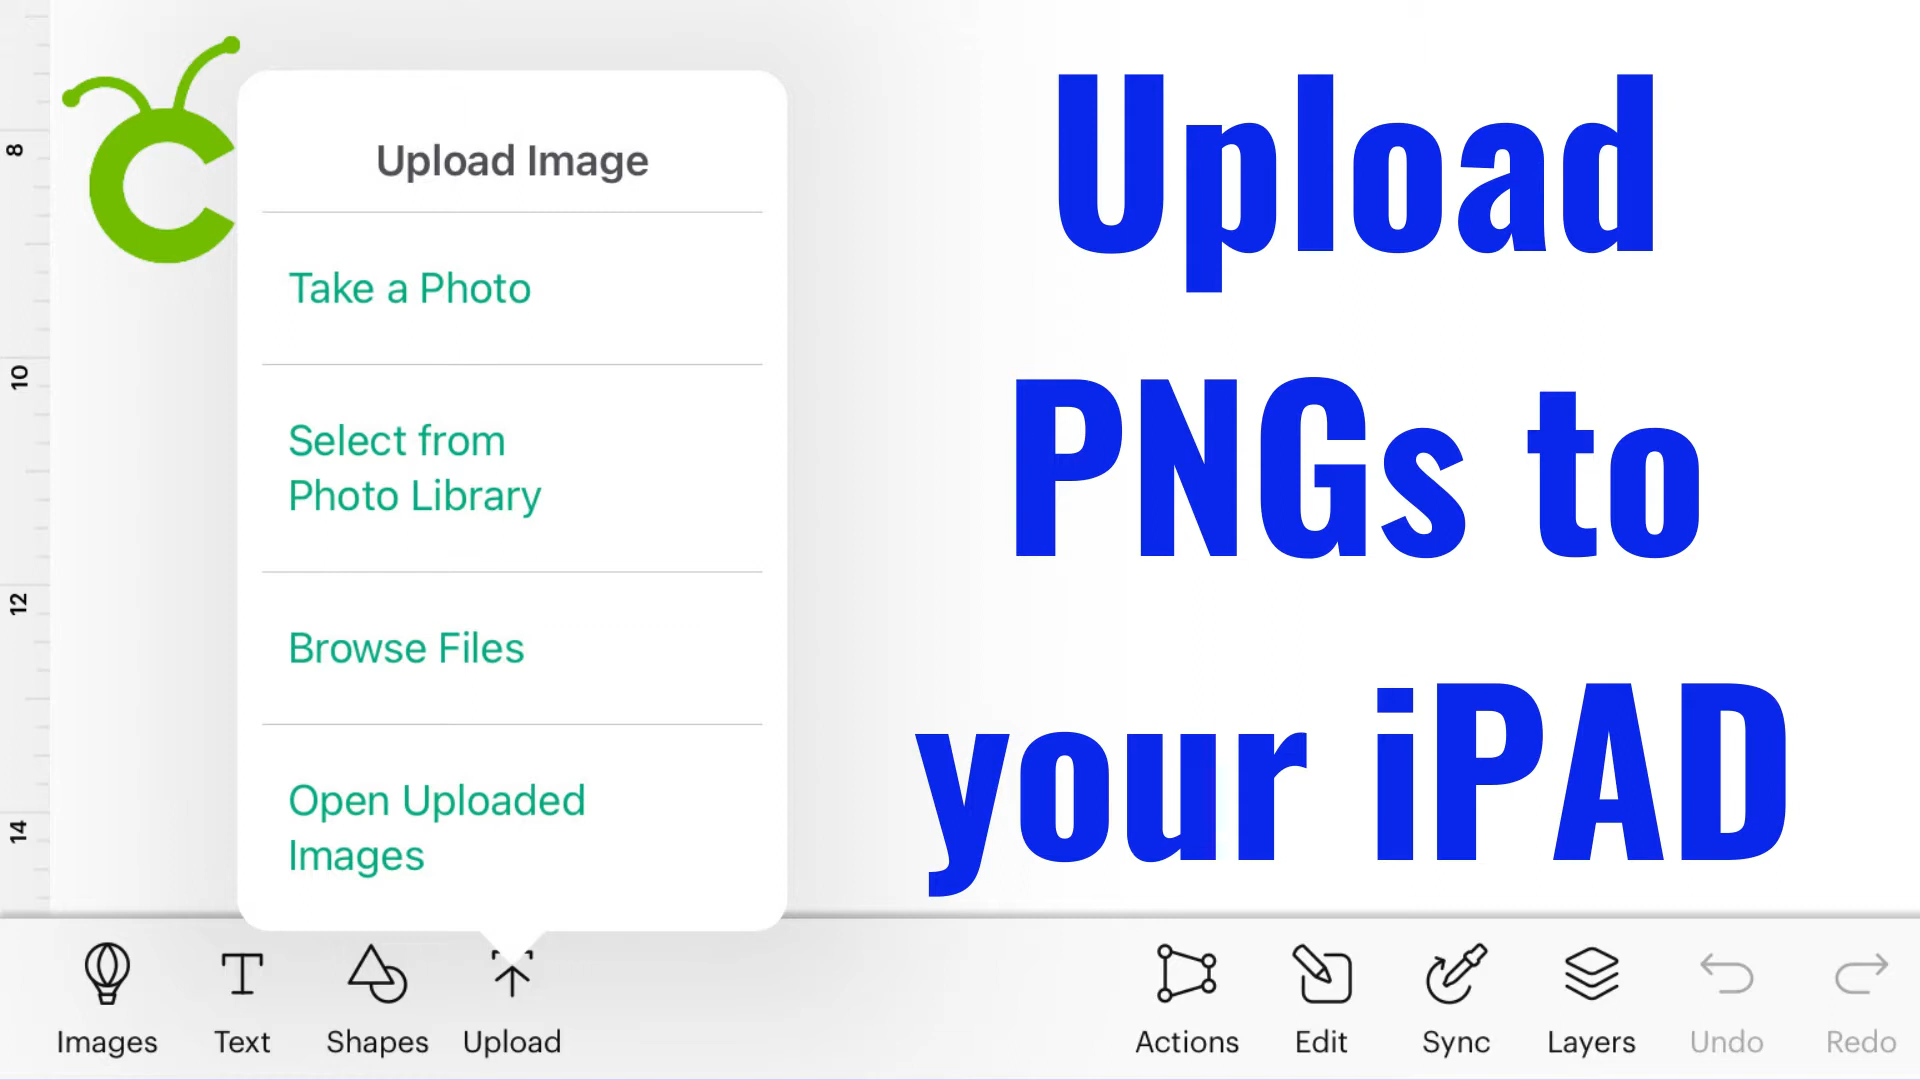 8
10
12
14
Upload Image
Take a Photo
Select from
Photo Library
Browse Files
Open Uploaded
Images
Upload
PNGs to
your iPAD
Images
Text
Shapes
Upload
Actions
Edit
Sync
Layers
Undo
Redo